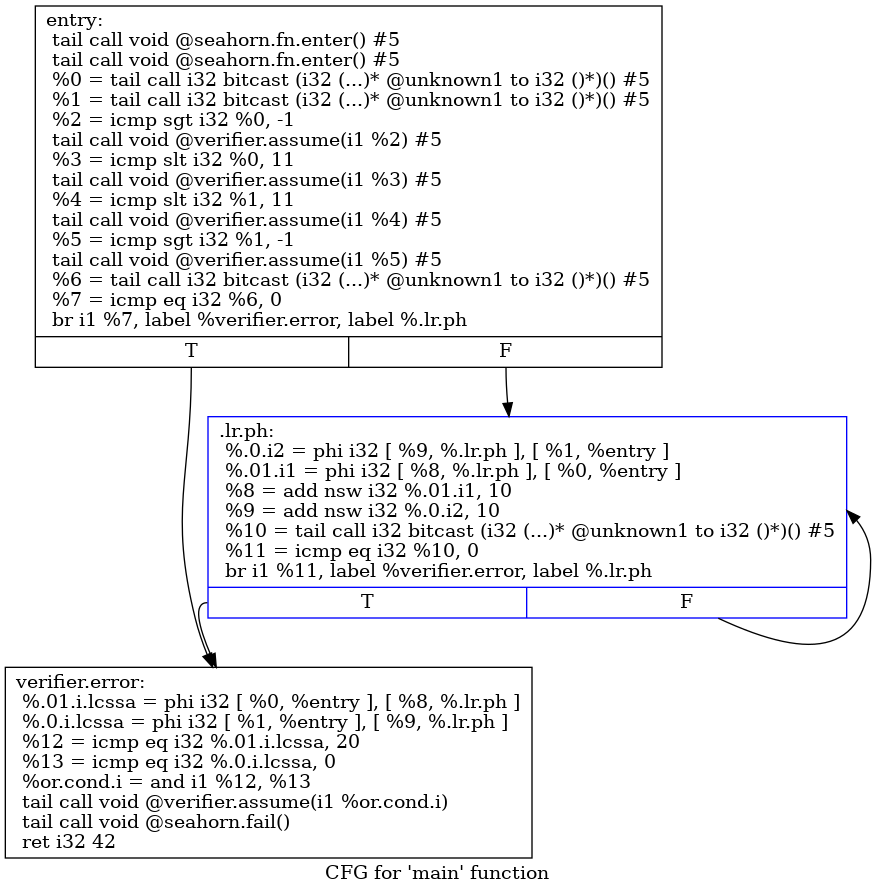 entry:
tail call void @seahorn.fn.enter() #5
tail call void @seahorn.fn.enter() #5
%0 = tail call i32 bitcast (i32 (...)* @unknown1 to i32 ()*)() #5
%1 = tail call i32 bitcast (i32 (...)* @unknown1 to i32 ()*)() #5
%2 = icmp sgt i32 %0, -1
tail call void @verifier.assume(i1 %2) #5
%3 = icmp slt i32 %0, 11
tail call void @verifier.assume(i1 %3) #5
%4 = icmp slt i32 %1, 11
tail call void @verifier.assume(i1 %4) #5
%5 = icmp sgt i32 %1, -1
tail call void @verifier.assume(i1 %5) #5
%6 = tail call i32 bitcast (i32 (...)* @unknown1 to i32 ()*)() #5
%7 = icmp eq i32 %6, 0
br i1 %7, label %verifier.error, label %.lr.ph
T F
.lr.ph:
%.0.i2 = phi i32 [ %9, %.lr.ph ], [ %1, %entry ]
%.01.i1 = phi i32 [ %8, %.lr.ph ], [ %0, %entry ]
%8 = add nsw i32 %.01.i1, 10
%9 = add nsw i32 %.0.i2, 10
%10 = tail call i32 bitcast (i32 (...)* @unknown1 to i32 ()*)() #5
%11 = icmp eq i32 %10, 0
br i1 %11, label %verifier.error, label %.lr.ph
T F
verifier.error:
%.01.i.lcssa = phi i32 [ %0, %entry ], [ %8, %.lr.ph ]
%.0.i.lcssa = phi i32 [ %1, %entry ], [ %9, %.lr.ph ]
%12 = icmp eq i32 %.01.i.lcssa, 20
%13 = icmp eq i32 %.0.i.lcssa, 0
%or.cond.i = and i1 %12, %13
tail call void @verifier.assume(i1 %or.cond.i)
tail call void @seahorn.fail()
ret i32 42
CFG for 'main' function